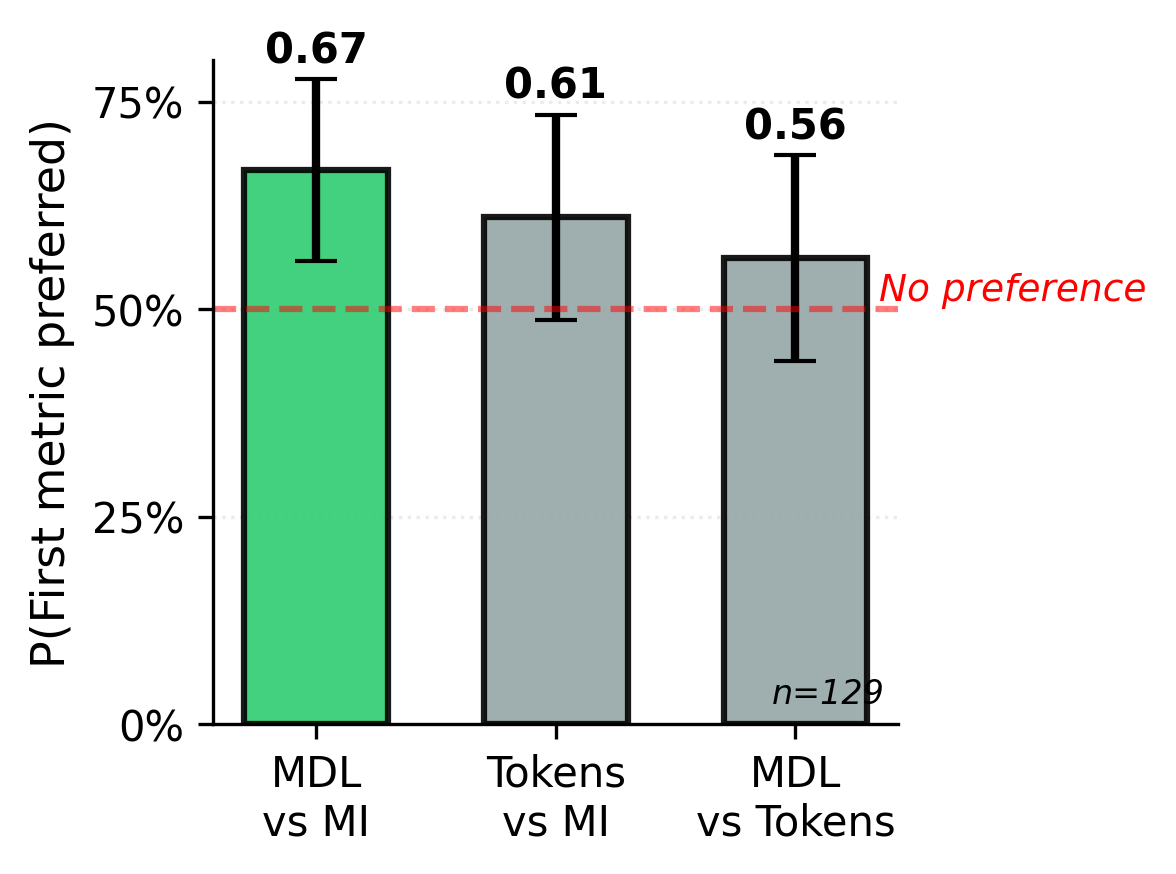 0.67
0.61
0.56
75%
50%
25%
0%
P(First metric preferred)
No preference
n=129
MDL
vs MI
Tokens
vs MI
MDL
vs Tokens